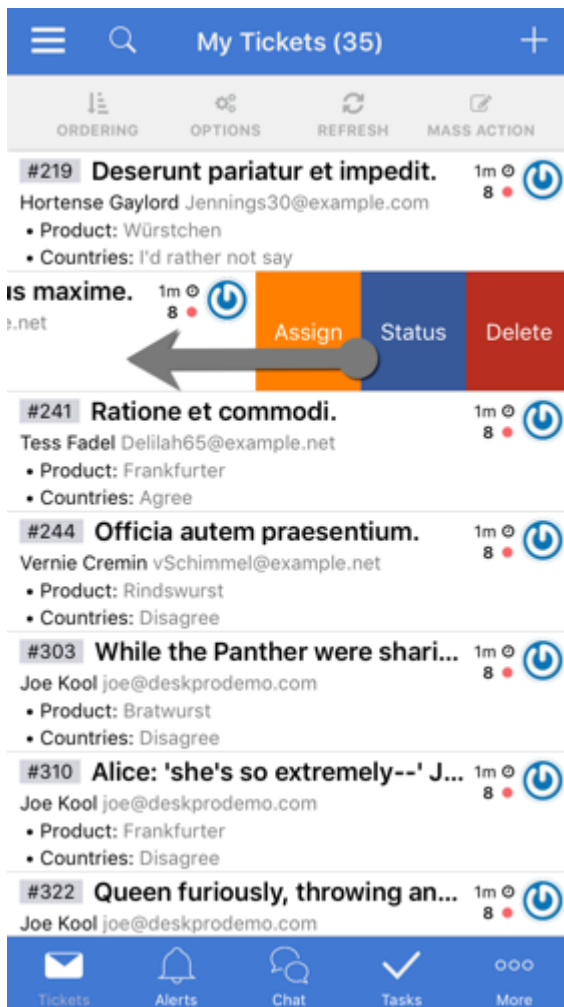 My Tickets (35)
ORDERING OPTIONS REFRESH MASS ACTION
#219 Deserunt pariatur et impedit. 1m
8
Hortense Gaylord Jennings30@example.com
• Product: Würstchen
• Countries: I'd rather not say
us maxime. 1m
8
e.net
Assign Status Delete
#241 Ratione et commodi. 1m
8
Tess Fadel Delilah65@example.net
• Product: Frankfurter
• Countries: Agree
#244 Officia autem praesentium. 1m
8
Vernie Cremin vSchimmel@example.net
• Product: Rindswurst
• Countries: Disagree
#303 While the Panther were shari... 1m
8
Joe Kool joe@deskprodemo.com
• Product: Bratwurst
• Countries: Disagree
#310 Alice: 'she's so extremely--' J... 1m
8
Joe Kool joe@deskprodemo.com
• Product: Frankfurter
• Countries: Disagree
#322 Queen furiously, throwing an... 1m
8
Joe Kool joe@deskprodemo.com
Tickets Alerts Chat Tasks More